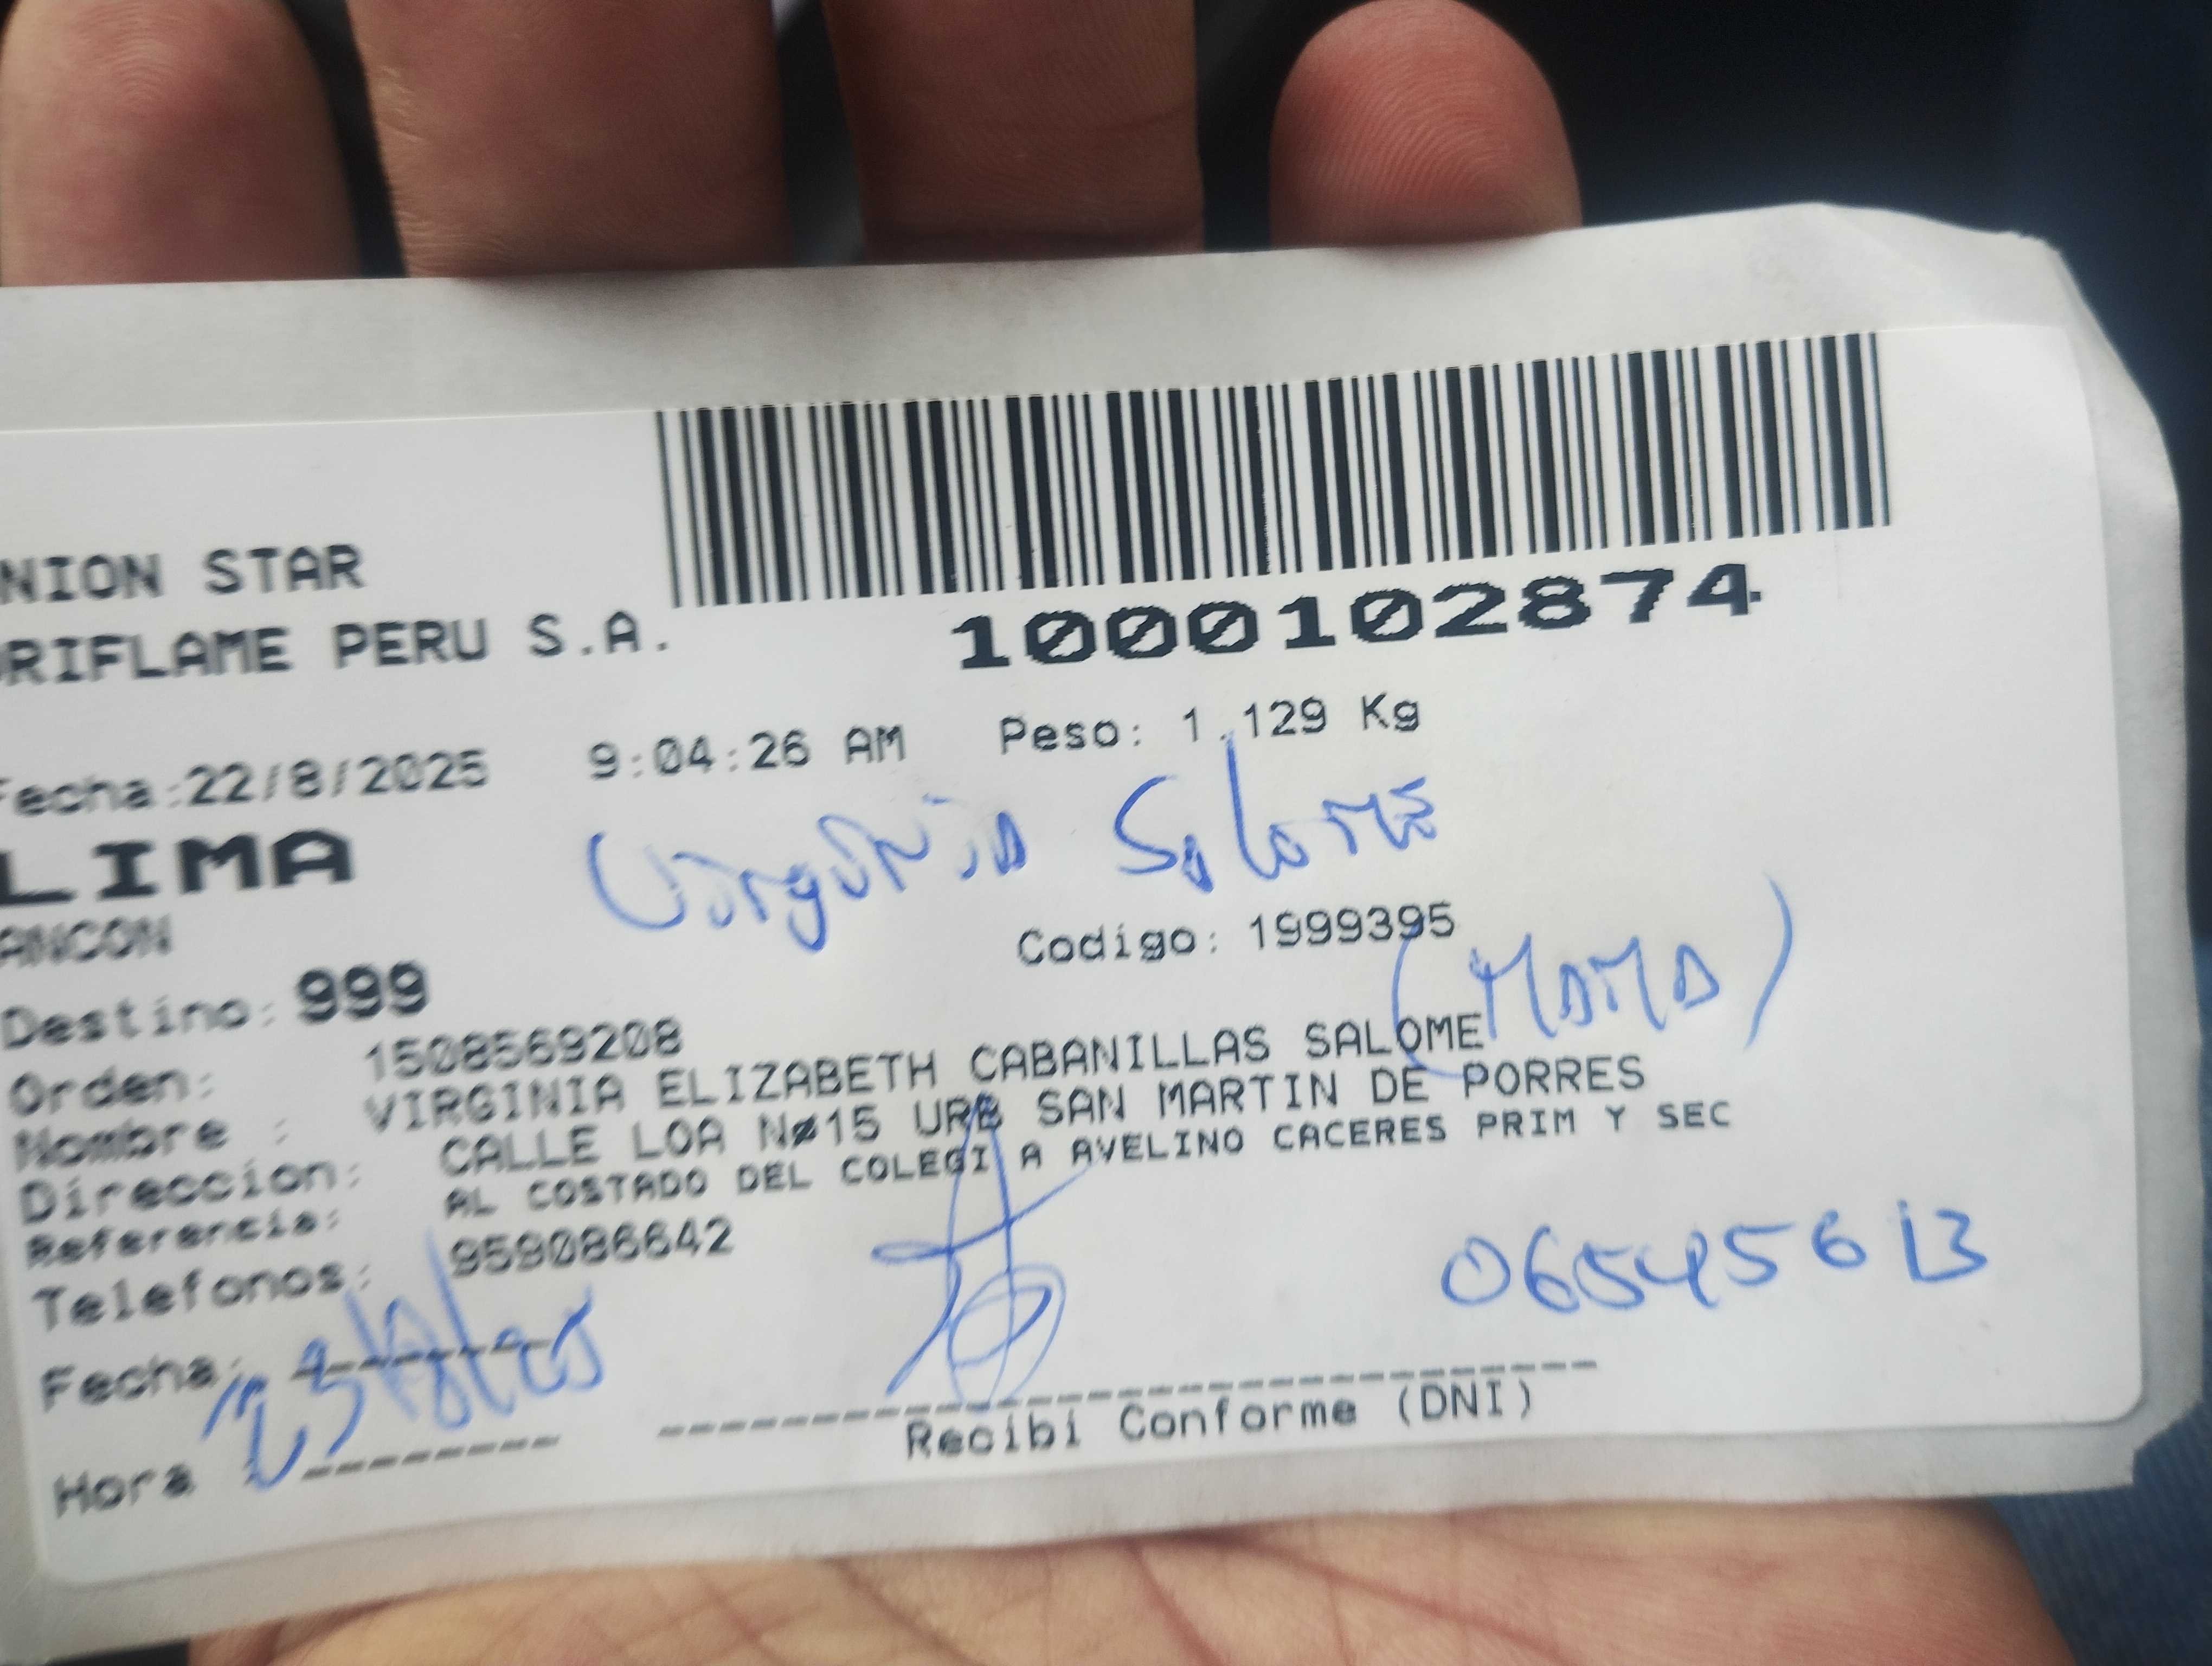 NION STAR
ORIFLAME PERU S.A.
1000102874
Fecha:22/8/2025 9:04:26 AM Peso: 1.129 Kg
LIMA
Virginia Salome
ANCON
Codigo: 1999395
(MAMA)
Destino: 999
Orden: 1508569208
Nombre : VIRGINIA ELIZABETH CABANILLAS SALOME
Direccion: CALLE LOA Nø15 URB SAN MARTIN DE PORRES
Referencia: AL COSTADO DEL COLEGI A AVELINO CACERES PRIM Y SEC
Telefonos: 959086642
06545613
Fecha:
Hora
Recibi Conforme (DNI)